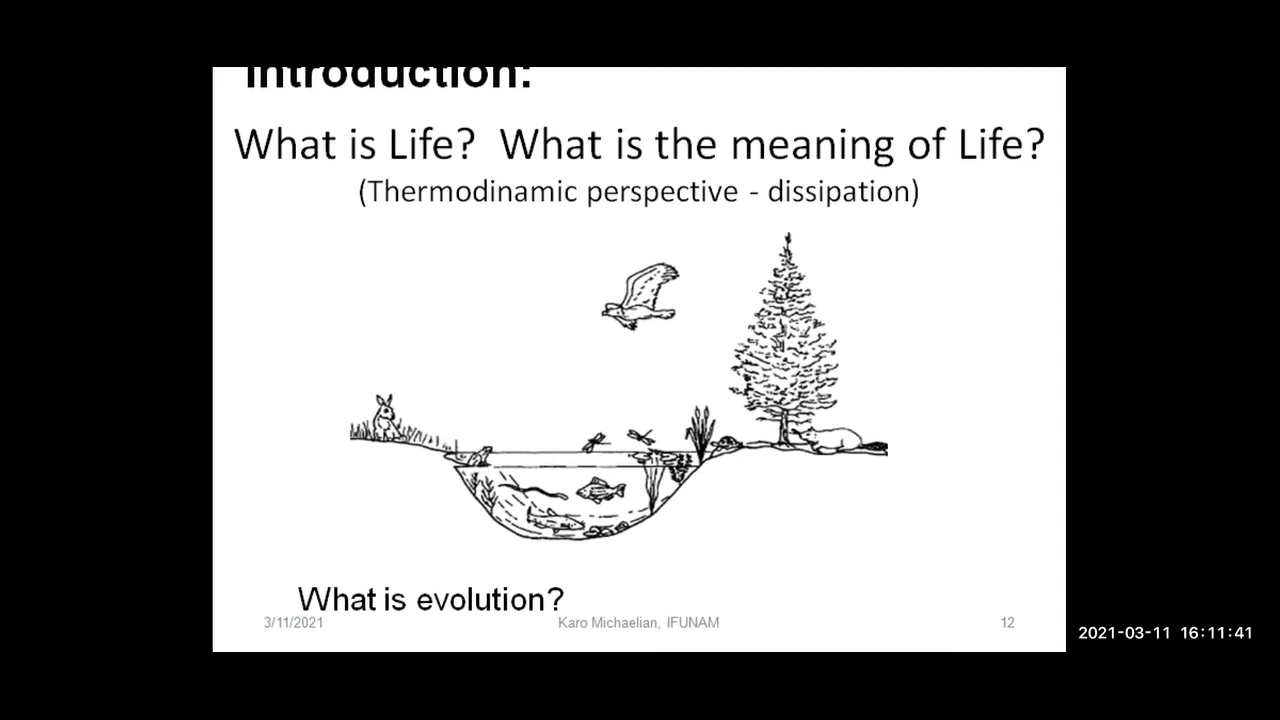 Introduction:
What is Life? What is the meaning of Life?
(Thermodinamic perspective - dissipation)
What is evolution?
3/11/2021 Karo Michaelian, IFUNAM 12
2021-03-11 16:11:41